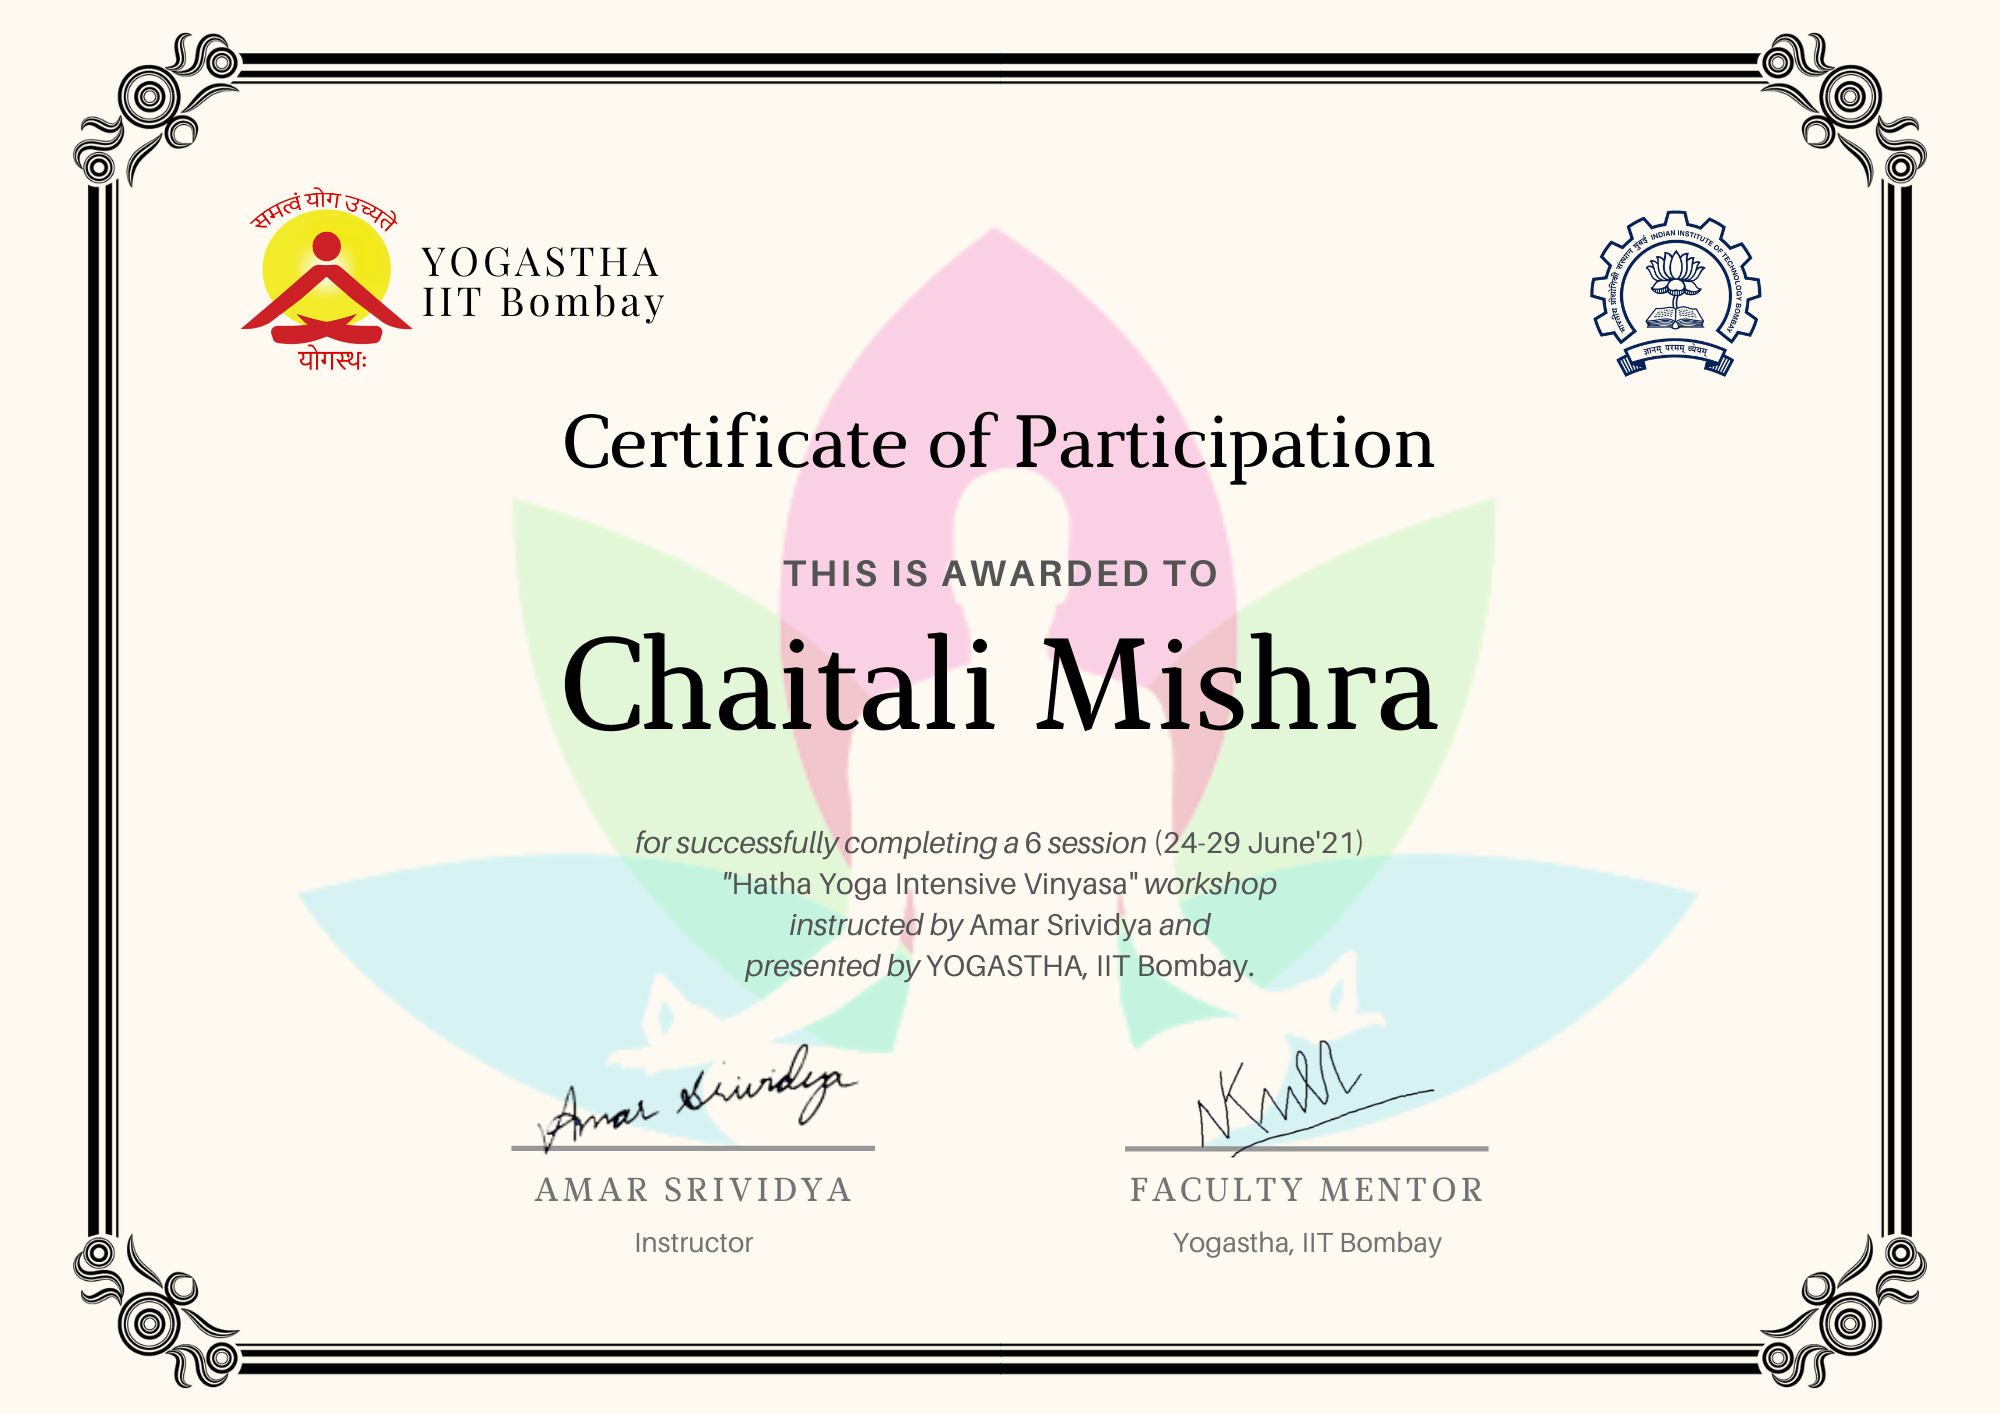 समत्वं योग उच्यते
YOGASTHA
IIT Bombay
योगस्थः
भारतीय प्रौद्योगिकी संस्थान मुंबई INDIAN INSTITUTE OF TECHNOLOGY BOMBAY
ज्ञानम् परमम् ध्येयम्
Certificate of Participation
THIS IS AWARDED TO
Chaitali Mishra
for successfully completing a 6 session (24-29 June'21)
"Hatha Yoga Intensive Vinyasa" workshop
instructed by Amar Srividya and
presented by YOGASTHA, IIT Bombay.
Amar Srividya
AMAR SRIVIDYA
Instructor
FACULTY MENTOR
Yogastha, IIT Bombay